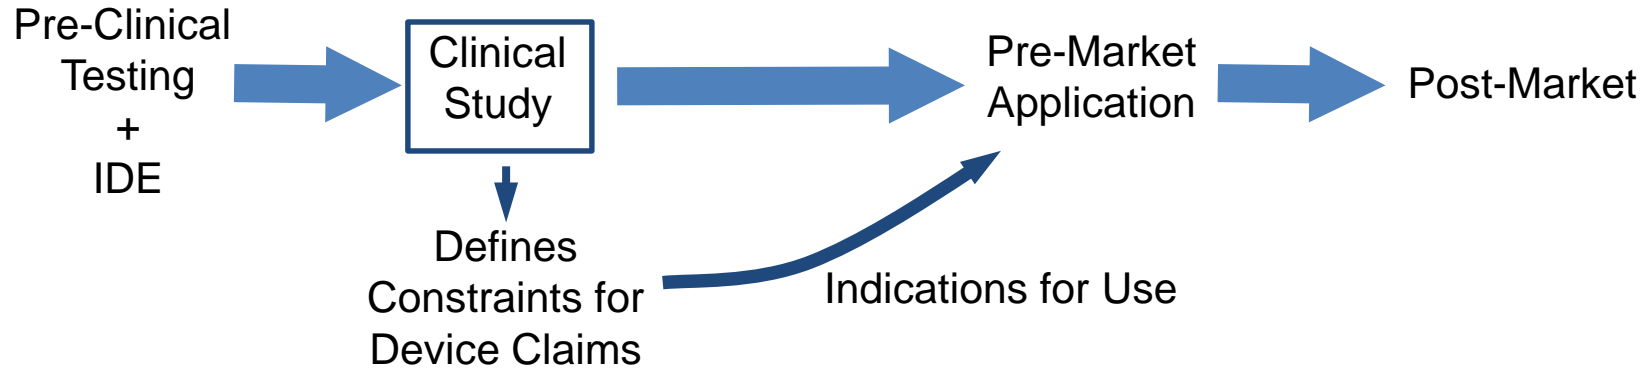 Pre-Clinical
Testing
+
IDE
Clinical
Study
Pre-Market
Application
Post-Market
Defines
Constraints for
Device Claims
Indications for Use